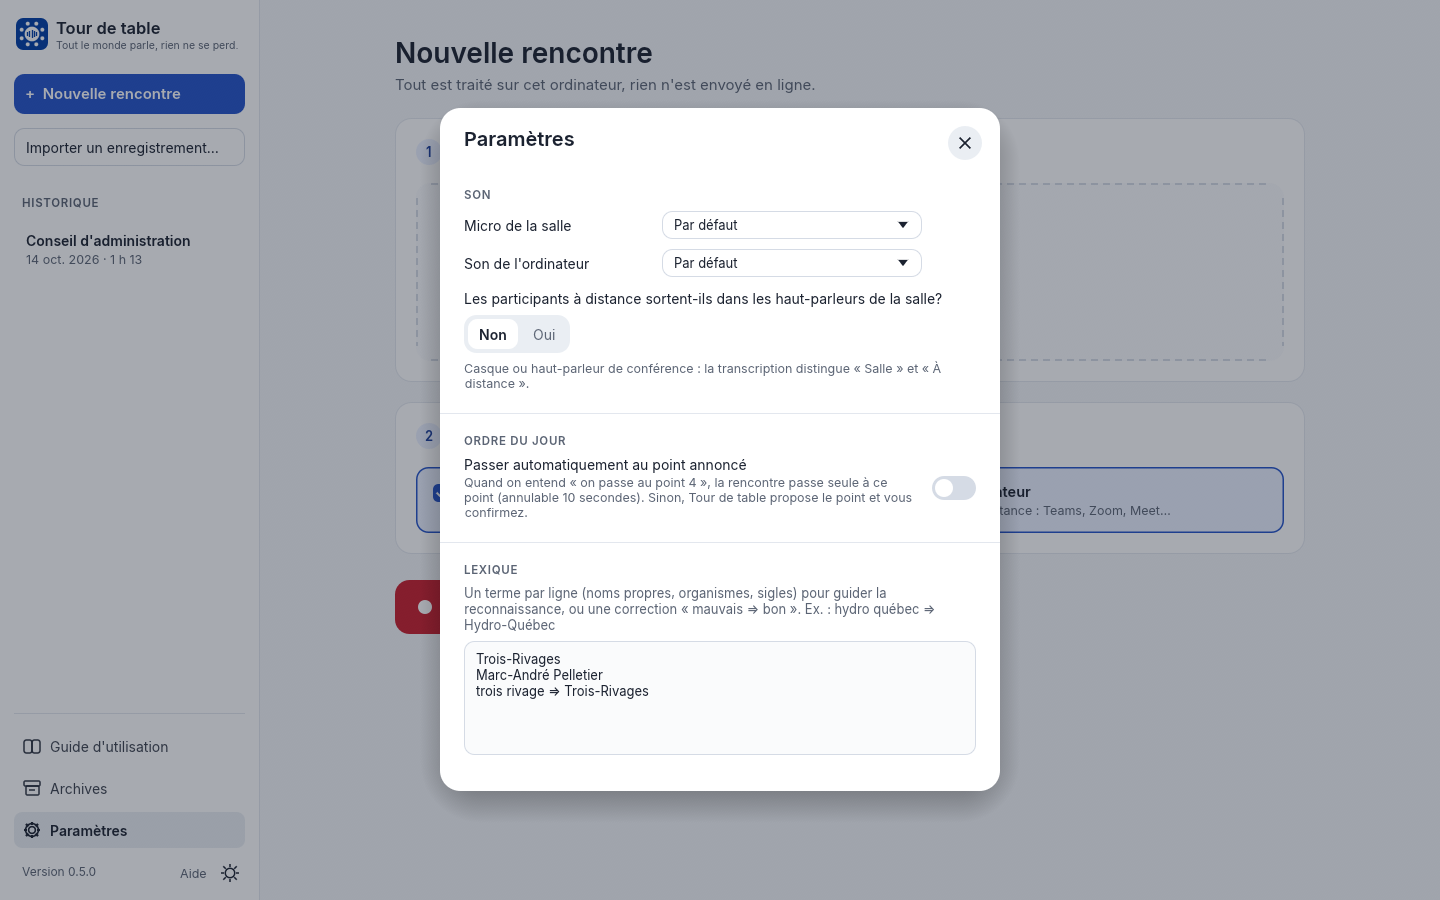 Tour de table
Tout le monde parle, rien ne se perd.
+ Nouvelle rencontre
Importer un enregistrement...
HISTORIQUE
Conseil d'administration
14 oct. 2026 · 1 h 13
Guide d'utilisation
Archives
Paramètres
Version 0.5.0
Aide
Nouvelle rencontre
Tout est traité sur cet ordinateur, rien n'est envoyé en ligne.
1
2
tance : Teams, Zoom, Meet...
Paramètres
SON
Micro de la salle
Par défaut
Son de l'ordinateur
Par défaut
Les participants à distance sortent-ils dans les haut-parleurs de la salle?
Non
Oui
Casque ou haut-parleur de conférence : la transcription distingue « Salle » et « À
distance ».
ORDRE DU JOUR
Passer automatiquement au point annoncé
Quand on entend « on passe au point 4 », la rencontre passe seule à ce
point (annulable 10 secondes). Sinon, Tour de table propose le point et vous
confirmez.
LEXIQUE
Un terme par ligne (noms propres, organismes, sigles) pour guider la
reconnaissance, ou une correction « mauvais => bon ». Ex. : hydro québec =>
Hydro-Québec
Trois-Rivages
Marc-André Pelletier
trois rivage => Trois-Rivages